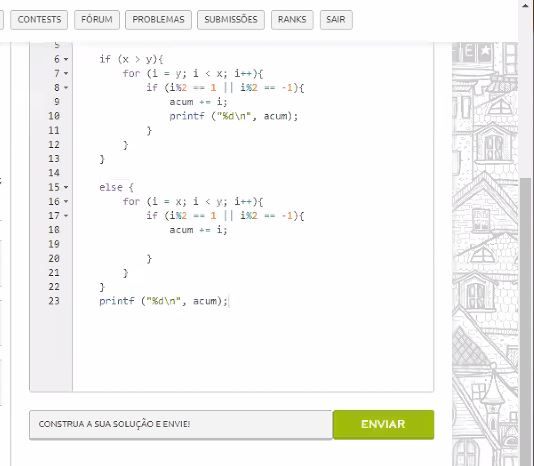 CONTESTS FÓRUM PROBLEMAS SUBMISSÕES RANKS SAIR
5
6 if (x > y){
7 for (i = y; i < x; i++){
8 if (i%2 == 1 || i%2 == -1){
9 acum += i;
10 printf ("%d\n", acum);
11 }
12 }
13 }
14
15 else {
16 for (i = x; i < y; i++){
17 if (i%2 == 1 || i%2 == -1){
18 acum += i;
19
20 }
21 }
22 }
23 printf ("%d\n", acum);
CONSTRUA A SUA SOLUÇÃO E ENVIE! ENVIAR